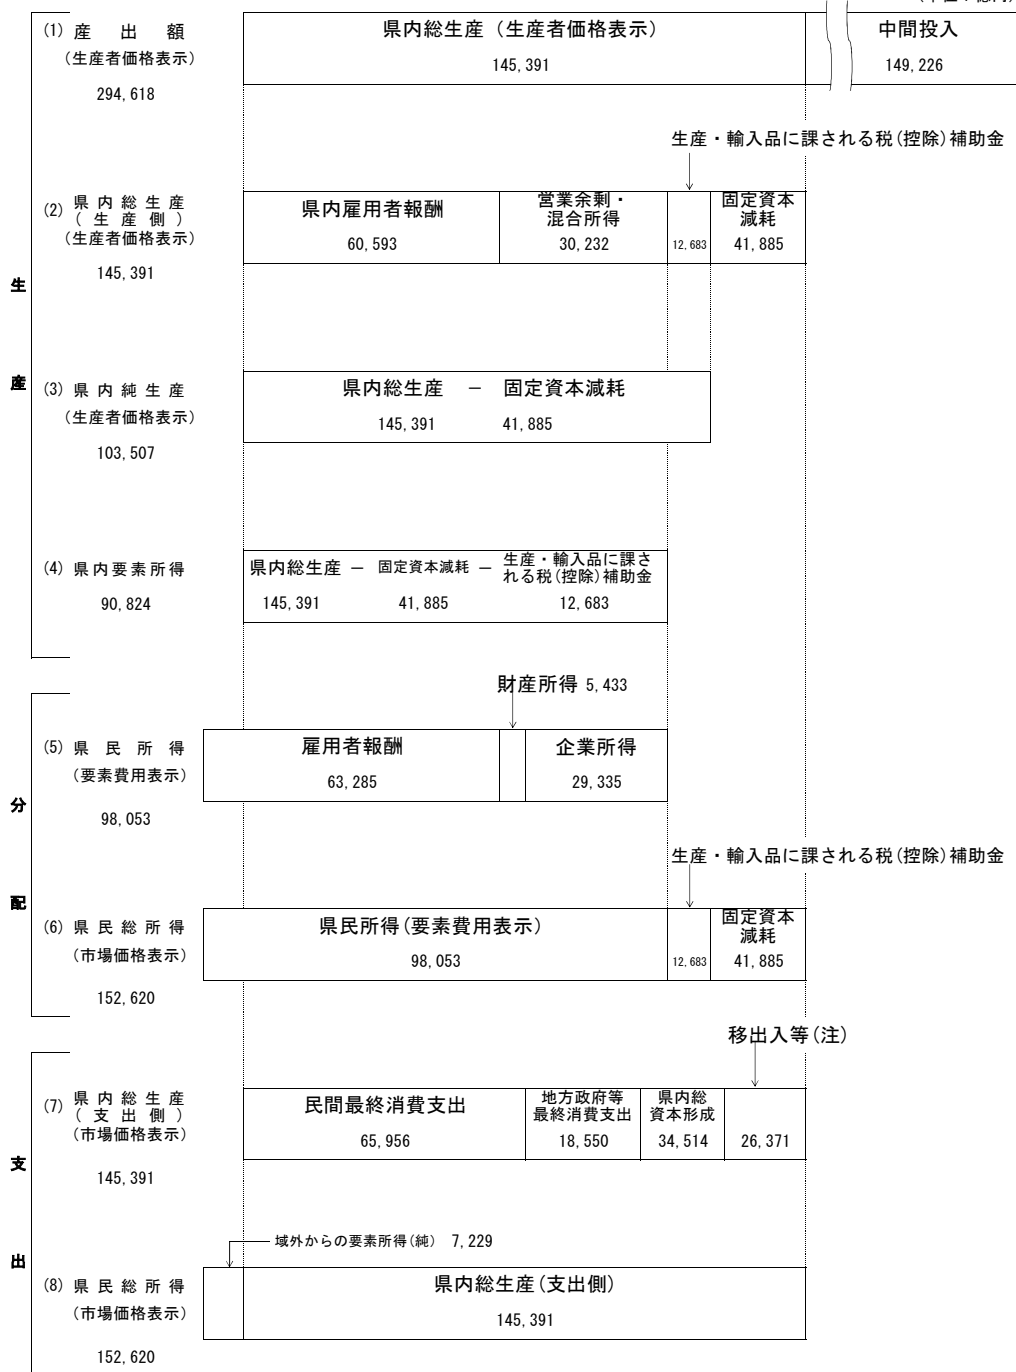 (1) 産出額
(生産者価格表示)
294,618
県内総生産 (生産者価格表示)
145,391
中間投入
149,226
生産・輸入品に課される税(控除)補助金
(2) 県内総生産
(生産側)
(生産者価格表示)
145,391
県内雇用者報酬
60,593
営業余剰・
混合所得
30,232
12,683
固定資本
減耗
41,885
生
産
(3) 県内純生産
(生産者価格表示)
103,507
県内総生産 － 固定資本減耗
145,391 41,885
(4) 県内要素所得
90,824
県内総生産 － 固定資本減耗 － 生産・輸入品に課さ
れる税(控除)補助金
145,391 41,885 12,683
財産所得 5,433
(5) 県民所得
(要素費用表示)
98,053
雇用者報酬
63,285
企業所得
29,335
分
配
生産・輸入品に課される税(控除)補助金
(6) 県民総所得
(市場価格表示)
152,620
県民所得(要素費用表示)
98,053
12,683
固定資本
減耗
41,885
移出入等(注)
(7) 県内総生産
(支出側)
(市場価格表示)
145,391
民間最終消費支出
65,956
地方政府等
最終消費支出
18,550
県内総
資本形成
34,514
26,371
支
出
域外からの要素所得(純) 7,229
(8) 県民総所得
(市場価格表示)
152,620
県内総生産(支出側)
145,391